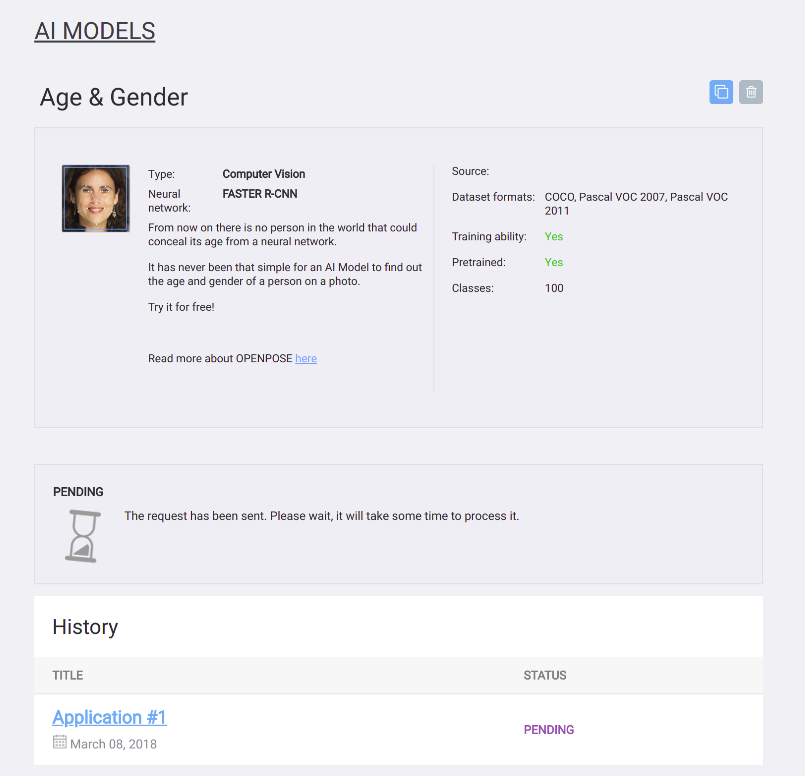 AI MODELS
Age & Gender
Type: Computer Vision
Neural network: FASTER R-CNN
From now on there is no person in the world that could
conceal its age from a neural network.
It has never been that simple for an AI Model to find out
the age and gender of a person on a photo.
Try it for free!
Read more about OPENPOSE here
Source:
Dataset formats: COCO, Pascal VOC 2007, Pascal VOC
2011
Training ability: Yes
Pretrained: Yes
Classes: 100
PENDING
The request has been sent. Please wait, it will take some time to process it.
History
TITLE STATUS
Application #1
PENDING
March 08, 2018